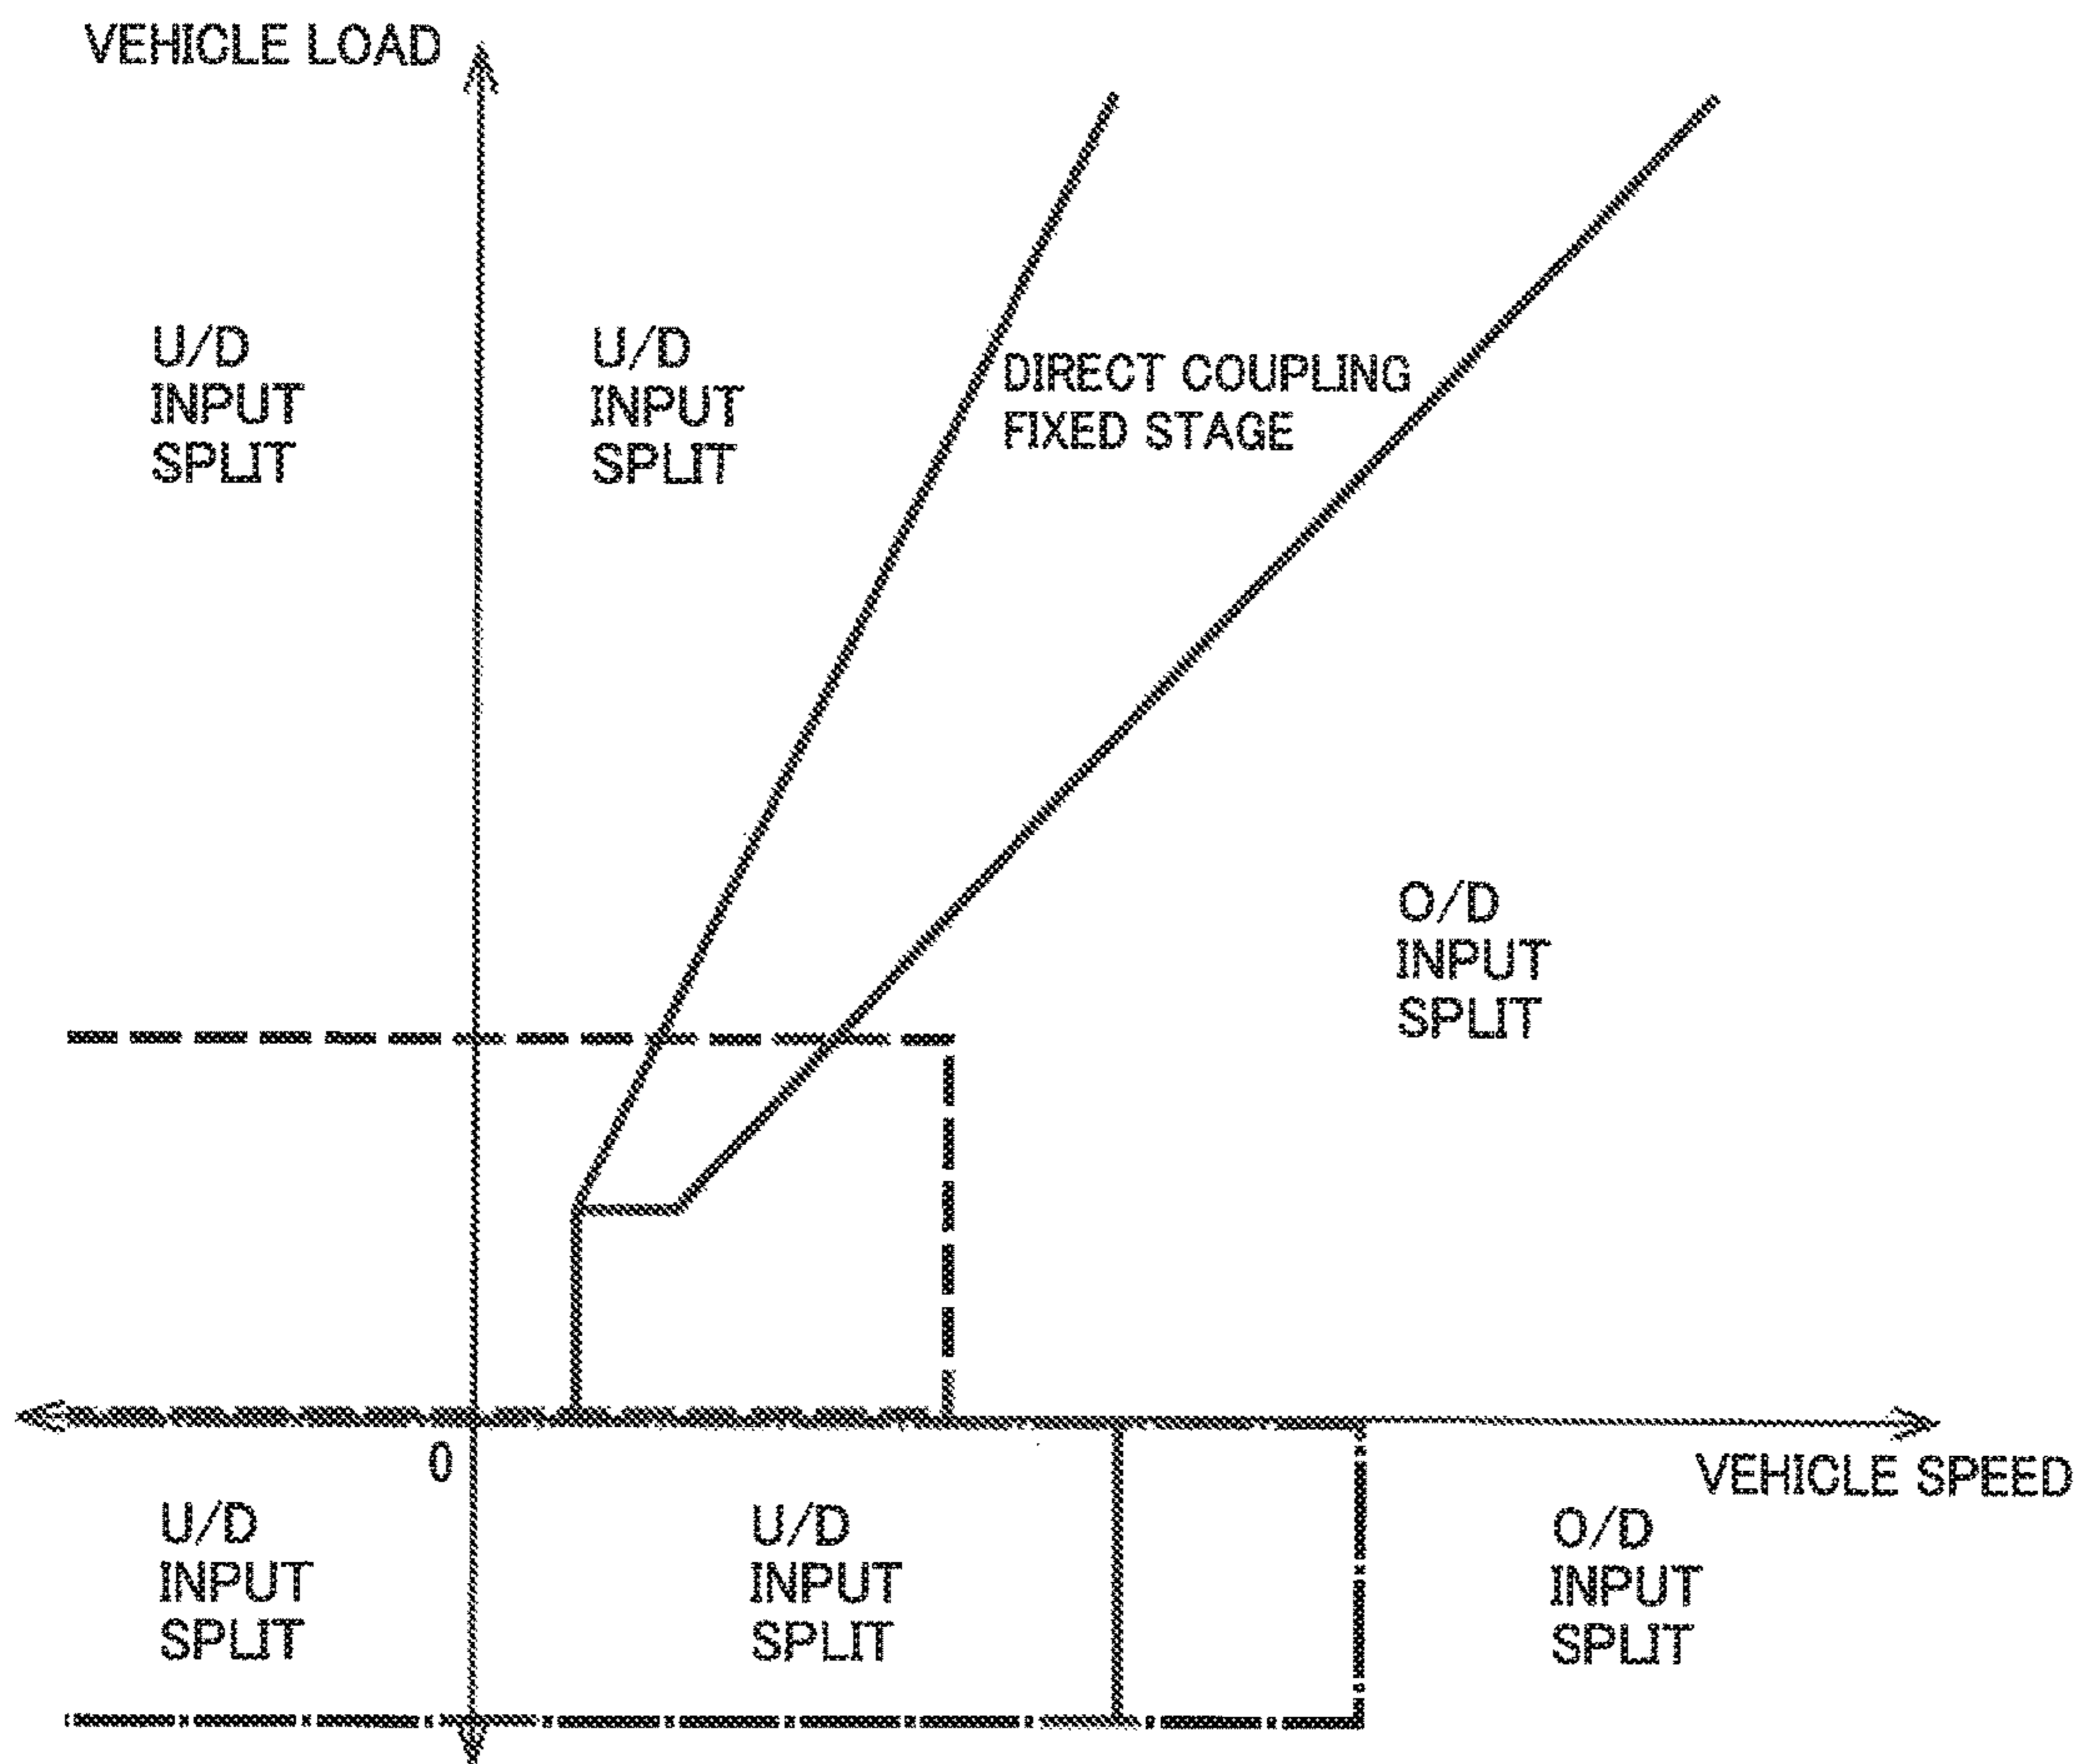 VEHICLE LOAD
U/D
INPUT
SPLIT
U/D
INPUT
SPLIT
DIRECT COUPLING
FIXED STAGE
O/D
INPUT
SPLIT
0
VEHICLE SPEED
U/D
INPUT
SPLIT
U/D
INPUT
SPLIT
O/D
INPUT
SPLIT